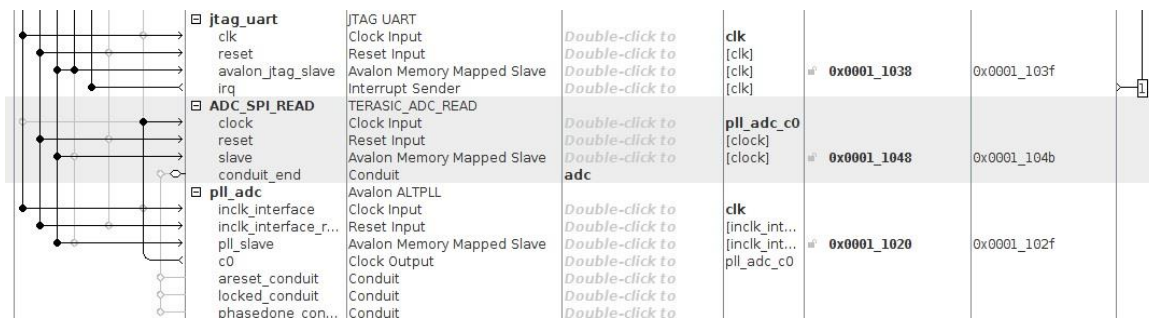 jtag_uart JTAG UART
clk Clock Input Double-click to clk
reset Reset Input Double-click to [clk]
avalon_jtag_slave Avalon Memory Mapped Slave Double-click to [clk] 0x0001_1038 0x0001_103f
irq Interrupt Sender Double-click to [clk] 1
ADC_SPI_READ TERASIC_ADC_READ
clock Clock Input Double-click to pll_adc_c0
reset Reset Input Double-click to [clock]
slave Avalon Memory Mapped Slave Double-click to [clock] 0x0001_1048 0x0001_104b
conduit_end Conduit adc
pll_adc Avalon ALTPLL
inclk_interface Clock Input Double-click to clk
inclk_interface_r... Reset Input Double-click to [inclk_int...
pll_slave Avalon Memory Mapped Slave Double-click to [inclk_int... 0x0001_1020 0x0001_102f
c0 Clock Output Double-click to pll_adc_c0
areset_conduit Conduit Double-click to
locked_conduit Conduit Double-click to
phasedone_con... Conduit Double-click to